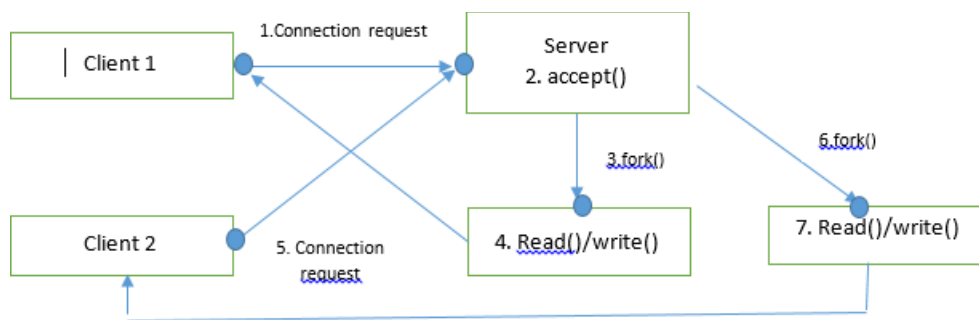 1.Connection request
Client 1
Server
2. accept()
3.fork()
6.fork()
Client 2
5. Connection
request
4. Read()/write()
7. Read()/write()